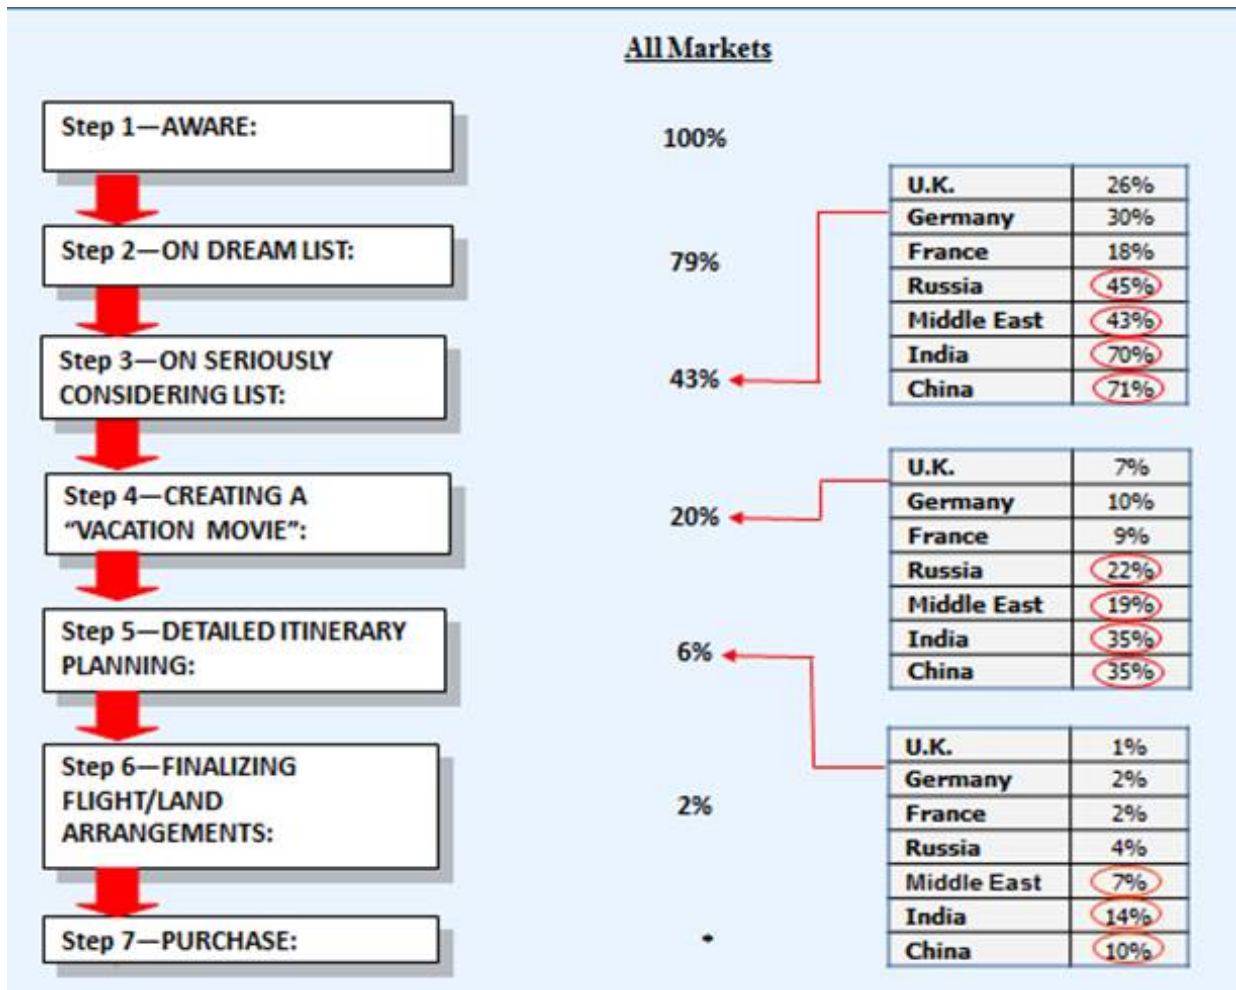 All Markets
Step 1—AWARE:
100%
Step 2—ON DREAM LIST:
79%
Step 3—ON SERIOUSLY
CONSIDERING LIST:
43%
U.K. 26%
Germany 30%
France 18%
Russia 45%
Middle East 43%
India 70%
China 71%
Step 4—CREATING A
“VACATION MOVIE”:
20%
U.K. 7%
Germany 10%
France 9%
Russia 22%
Middle East 19%
India 35%
China 35%
Step 5—DETAILED ITINERARY
PLANNING:
6%
U.K. 1%
Germany 2%
France 2%
Russia 4%
Middle East 7%
India 14%
China 10%
Step 6—FINALIZING
FLIGHT/LAND
ARRANGEMENTS:
2%
Step 7—PURCHASE:
*